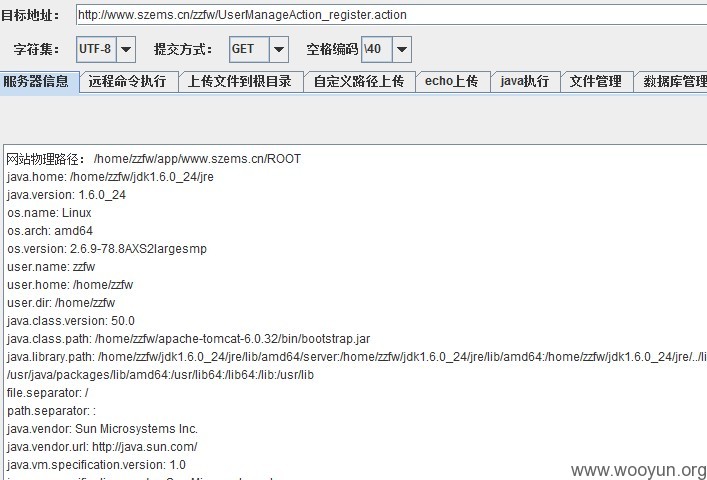 目标地址： http://www.szems.cn/zzfw/UserManageAction_register.action
字符集： UTF-8 提交方式： GET 空格编码 \40
服务器信息 远程命令执行 上传文件到根目录 自定义路径上传 echo上传 java执行 文件管理 数据库管理
网站物理路径： /home/zzfw/app/www.szems.cn/ROOT
java.home: /home/zzfw/jdk1.6.0_24/jre
java.version: 1.6.0_24
os.name: Linux
os.arch: amd64
os.version: 2.6.9-78.8AXS2largesmp
user.name: zzfw
user.home: /home/zzfw
user.dir: /home/zzfw
java.class.version: 50.0
java.class.path: /home/zzfw/apache-tomcat-6.0.32/bin/bootstrap.jar
java.library.path: /home/zzfw/jdk1.6.0_24/jre/lib/amd64/server:/home/zzfw/jdk1.6.0_24/jre/lib/amd64:/home/zzfw/jdk1.6.0_24/jre/../li
/usr/java/packages/lib/amd64:/usr/lib64:/lib64:/lib:/usr/lib
file.separator: /
path.separator: :
java.vendor: Sun Microsystems Inc.
java.vendor.url: http://java.sun.com/
java.vm.specification.version: 1.0
www.wooyun.org